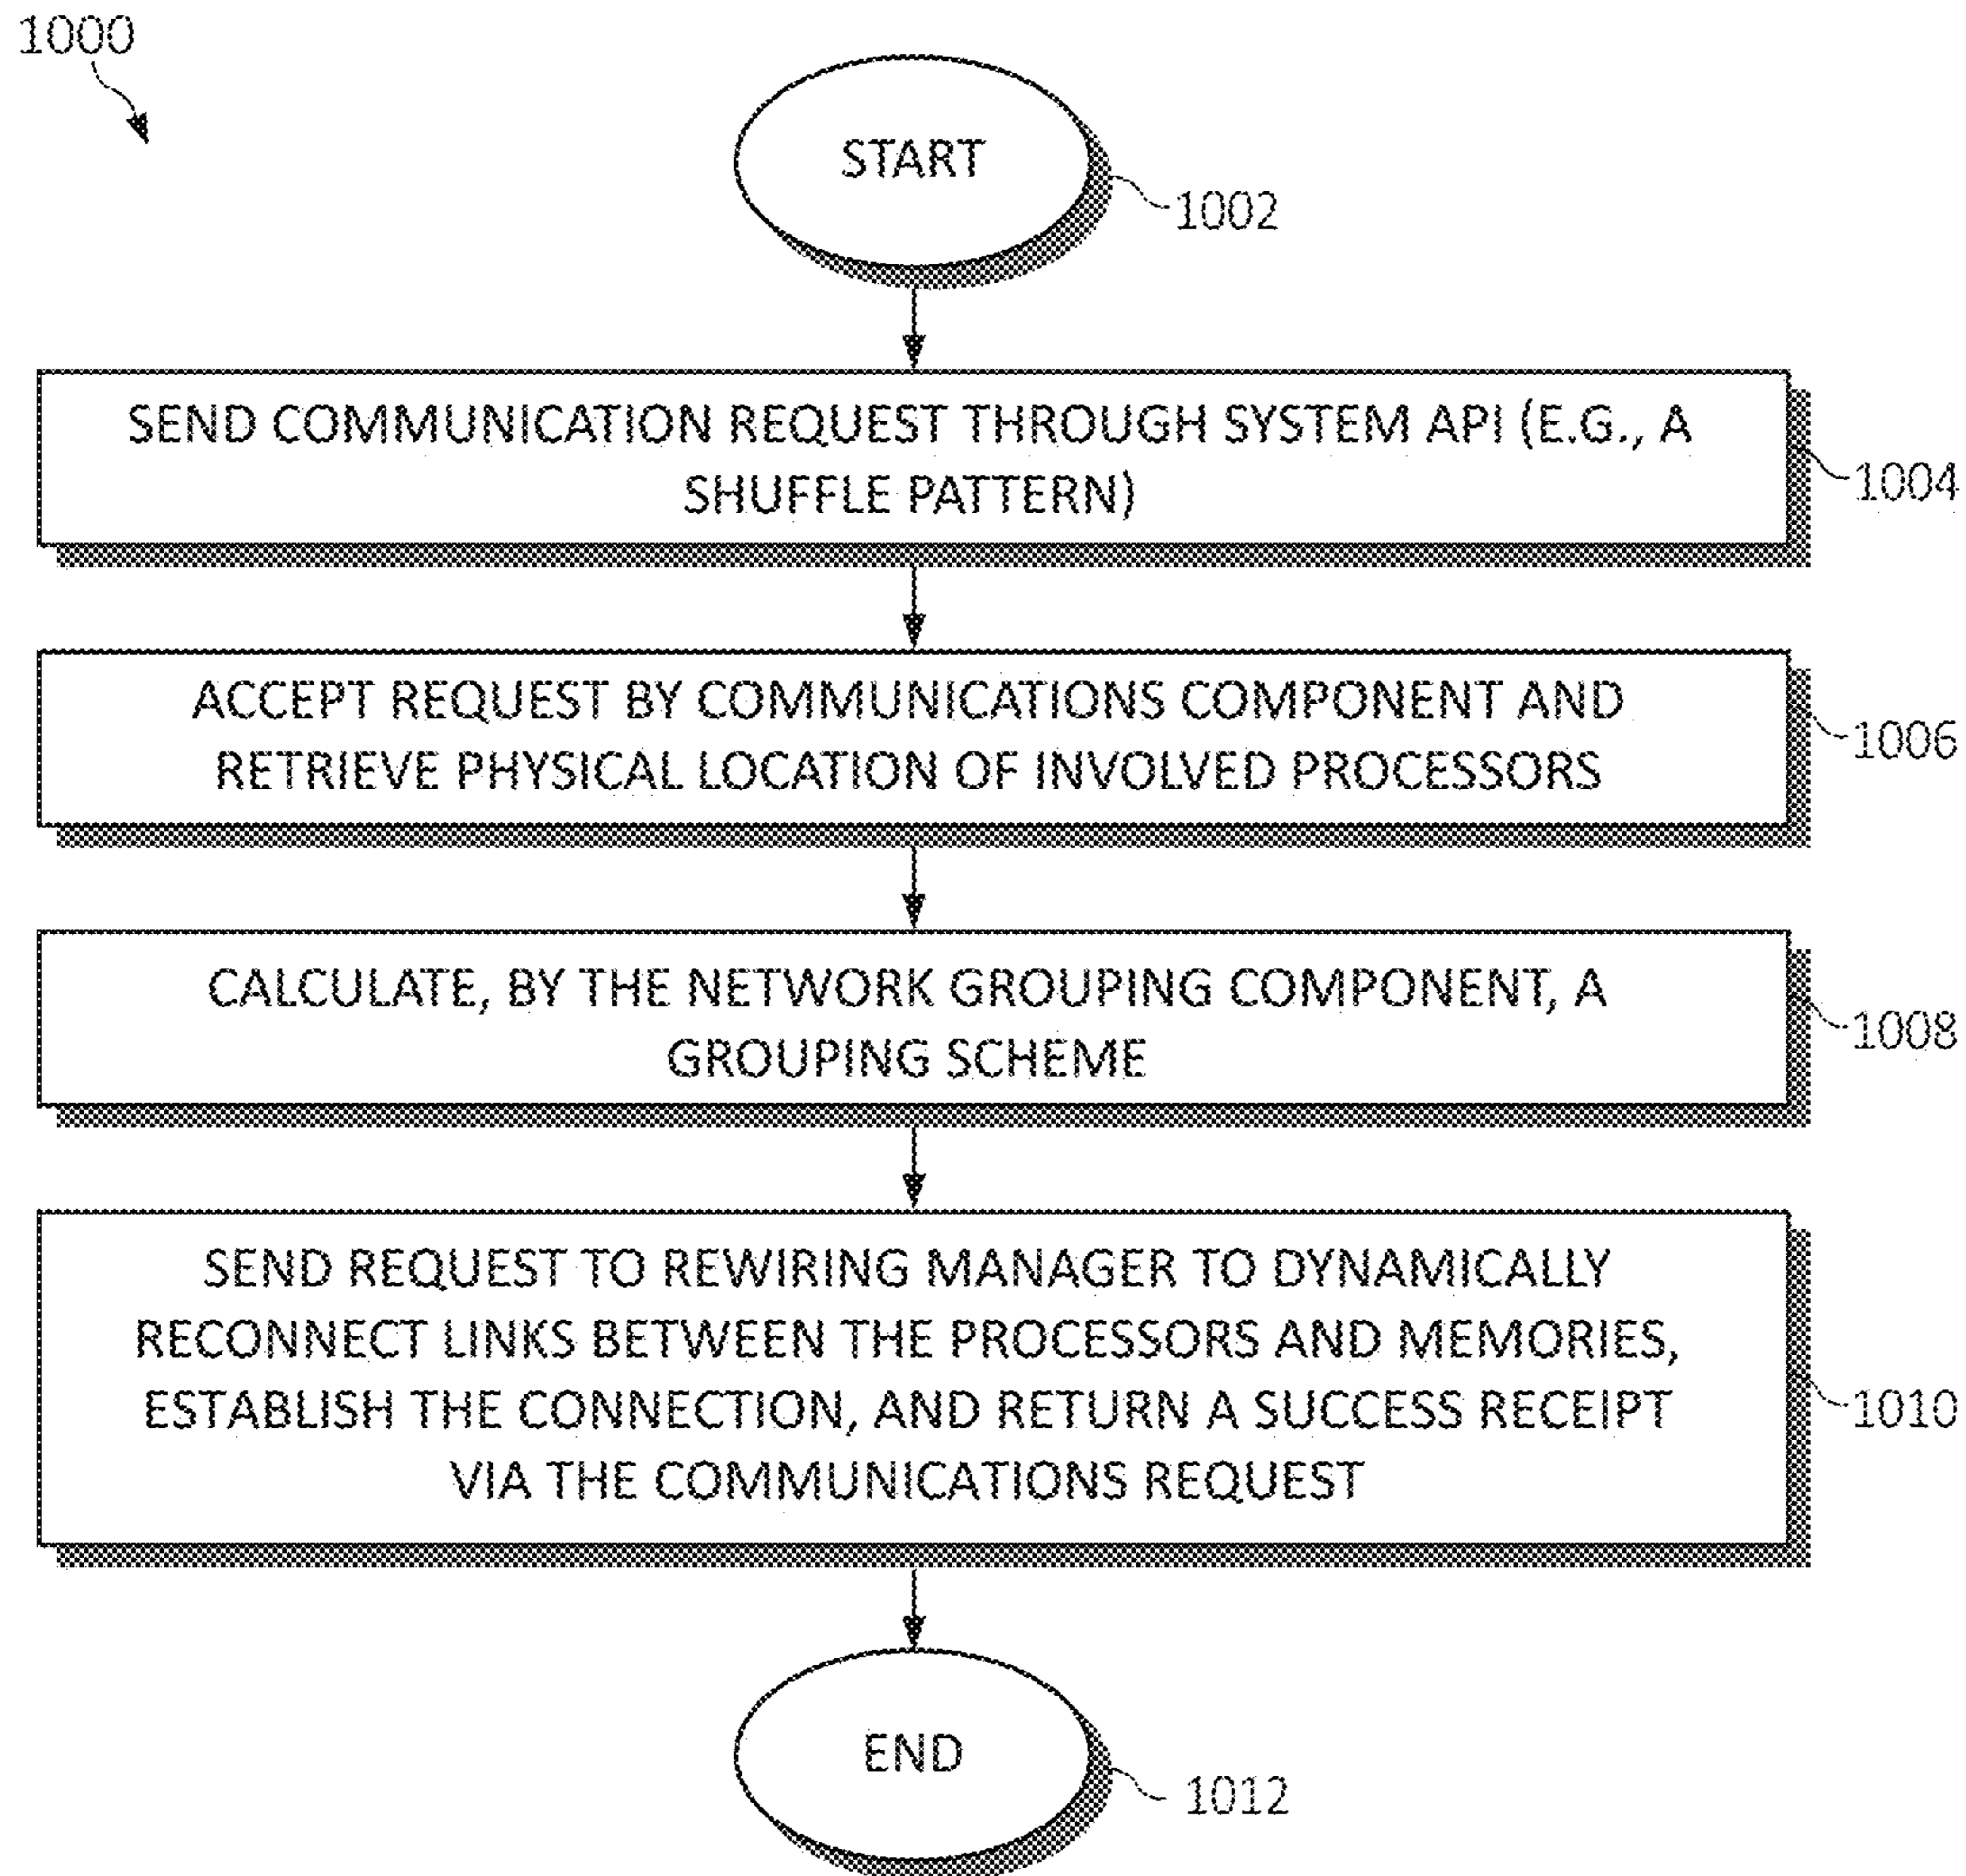 1000
START
1002
SEND COMMUNICATION REQUEST THROUGH SYSTEM API (E.G., A
SHUFFLE PATTERN)
1004
ACCEPT REQUEST BY COMMUNICATIONS COMPONENT AND
RETRIEVE PHYSICAL LOCATION OF INVOLVED PROCESSORS
1006
CALCULATE, BY THE NETWORK GROUPING COMPONENT, A
GROUPING SCHEME
1008
SEND REQUEST TO REWIRING MANAGER TO DYNAMICALLY
RECONNECT LINKS BETWEEN THE PROCESSORS AND MEMORIES,
ESTABLISH THE CONNECTION, AND RETURN A SUCCESS RECEIPT
VIA THE COMMUNICATIONS REQUEST
1010
END
1012